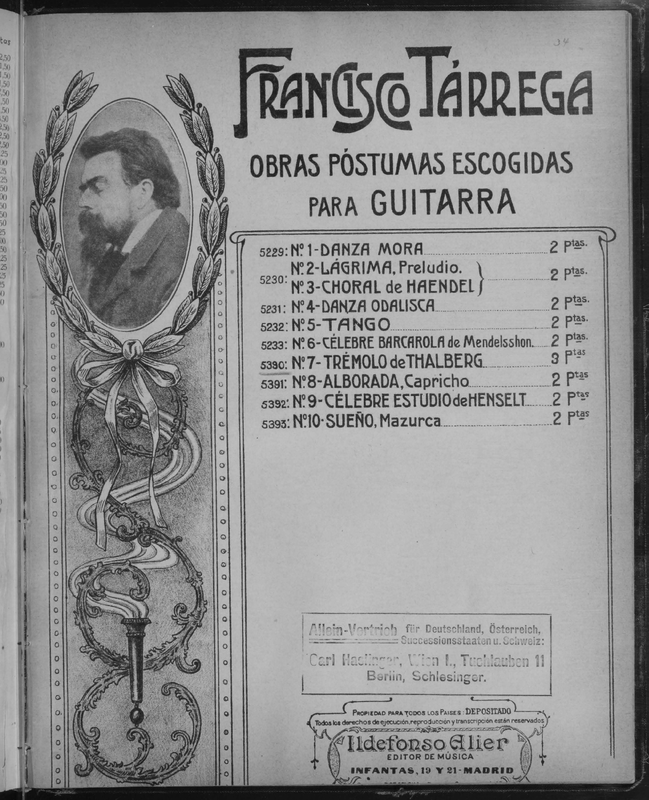 34
FRANCISCO TÁRREGA
OBRAS PÓSTUMAS ESCOGIDAS
PARA GUITARRA
5229: Nº 1-DANZA MORA 2 Ptas.
5230: Nº 2-LÁGRIMA, Preludio.
Nº 3-CHORAL de HAENDEL 2 Ptas.
5231: Nº 4-DANZA ODALISCA 2 Ptas.
5232: Nº 5-TANGO 2 Ptas.
5233: Nº 6-CÉLEBRE BARCAROLA de Mendelsshon. 2 Ptas.
5390: Nº 7-TRÉMOLO de THALBERG 3 Ptas
5391: Nº 8-ALBORADA, Capricho 2 Ptas
5392: Nº 9-CÉLEBRE ESTUDIO de HENSELT 2 Ptas
5393: Nº 10-SUEÑO, Mazurca 2 Ptas
Allein-Vertrieb für Deutschland, Österreich,
Successionsstaaten u. Schweiz:
Carl Haslinger, Wien I., Tuchlauben 11
Berlin, Schlesinger.
PROPIEDAD PARA TODOS LOS PAISES: DEPOSITADO
Todos los derechos de ejecución, reproducción y transcripción están reservados
Ildefonso Alier
EDITOR DE MÚSICA
INFANTAS, 19 Y 21-MADRID